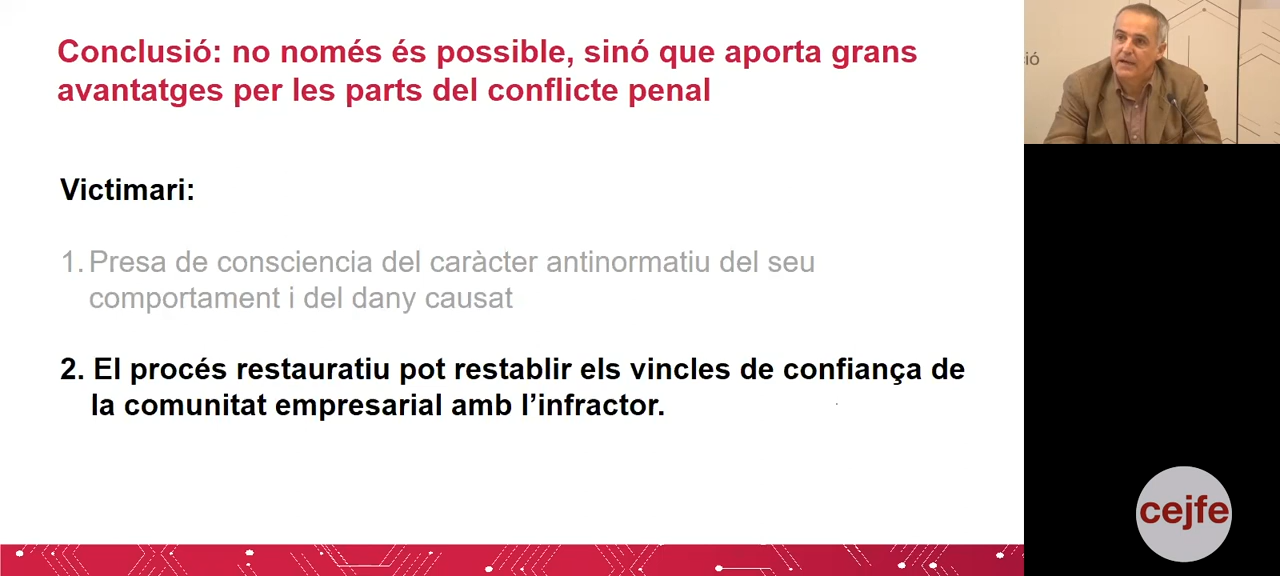 Conclusió: no només és possible, sinó que aporta grans
avantatges per les parts del conflicte penal
Victimari:
1. Presa de consciencia del caràcter antinormatiu del seu
comportament i del dany causat
2. El procés restauratiu pot restablir els vincles de confiança de
la comunitat empresarial amb l’infractor.
ió
cejfe